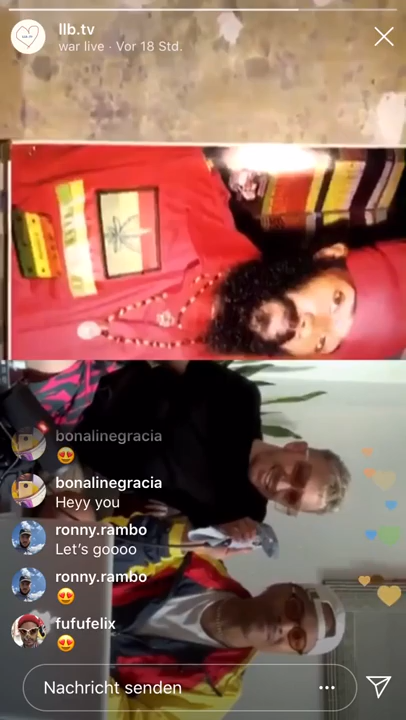 llb.tv
war live · Vor 18 Std.
bonalinegracia
bonalinegracia
Heyy you
ronny.rambo
Let's goooo
ronny.rambo
fufufelix
Nachricht senden